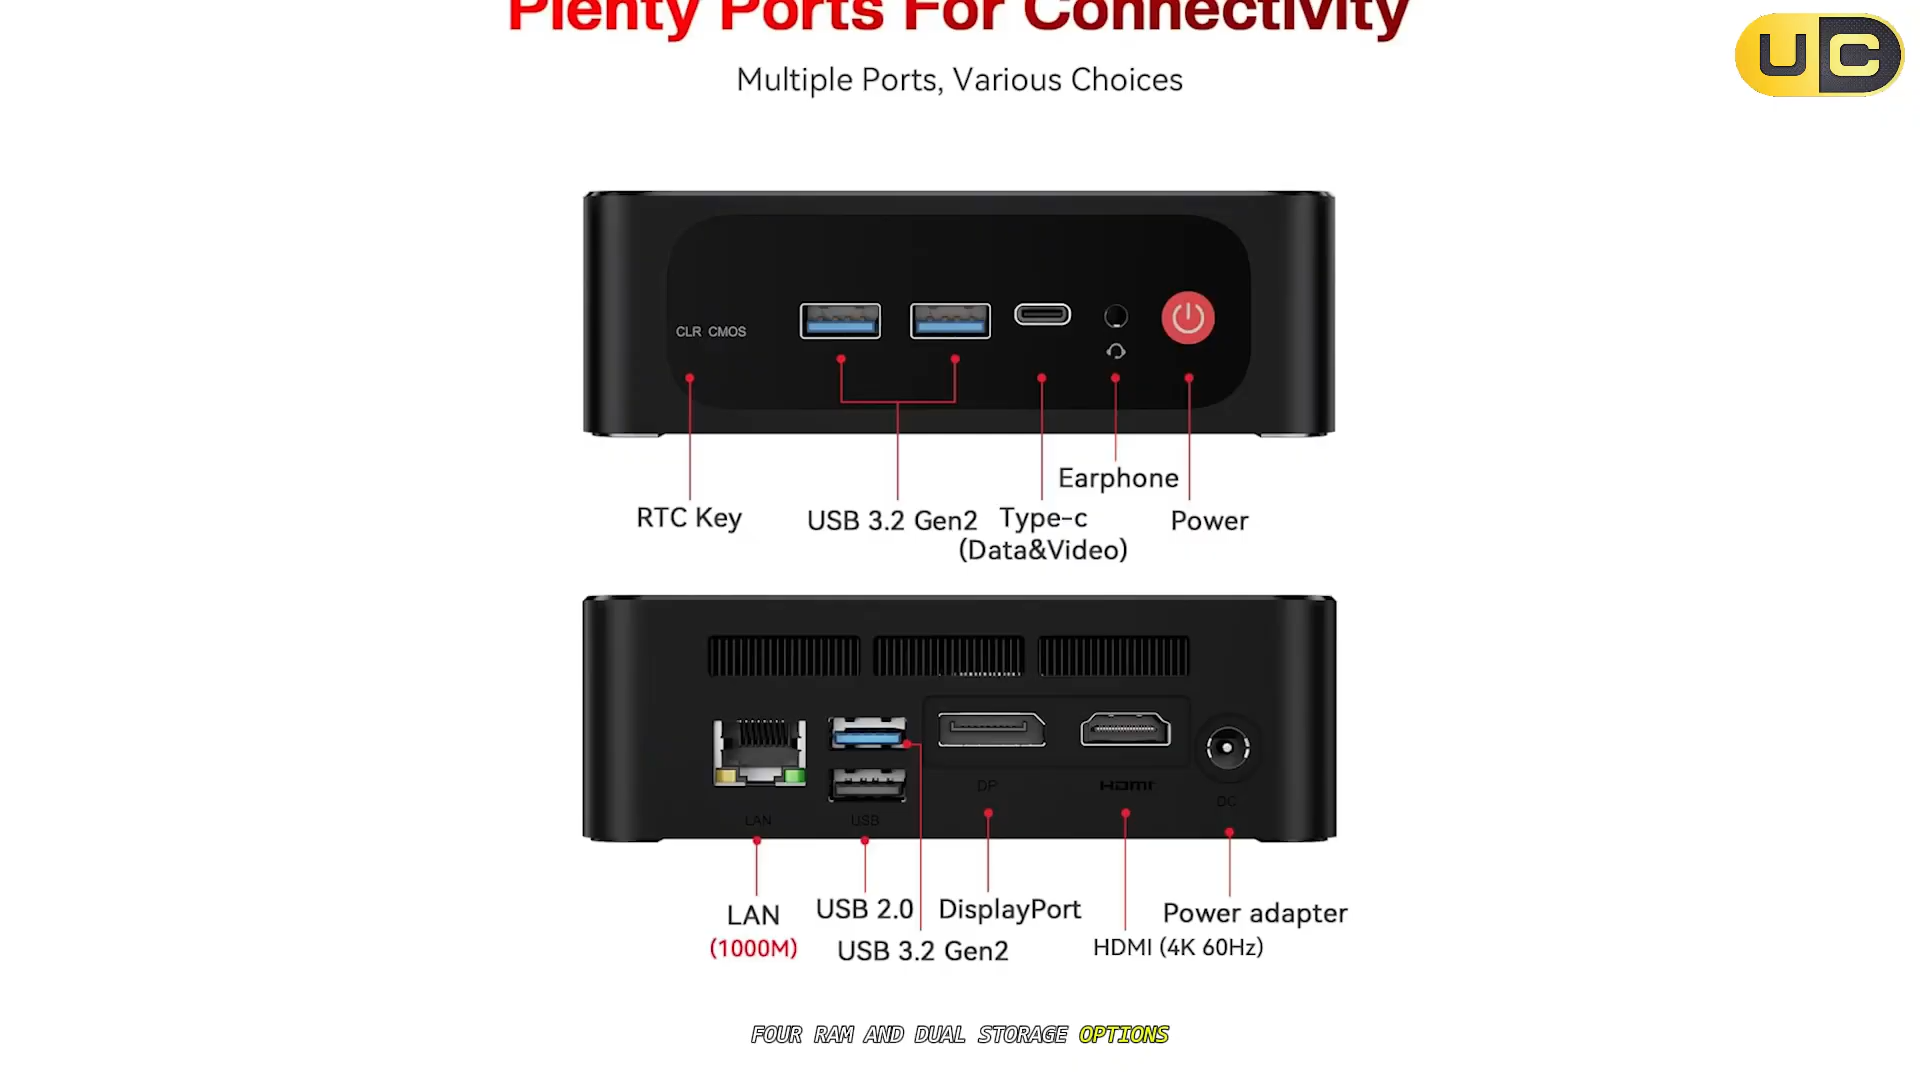 Plenty Ports For Connectivity
Multiple Ports, Various Choices
UC
CLR CMOS
Earphone
RTC Key
USB 3.2 Gen2
Type-c
(Data&Video)
Power
DP
HDMI
DC
LAN
USB
LAN
(1000M)
USB 2.0
USB 3.2 Gen2
DisplayPort
HDMI (4K 60Hz)
Power adapter
FOUR RAM AND DUAL STORAGE OPTIONS